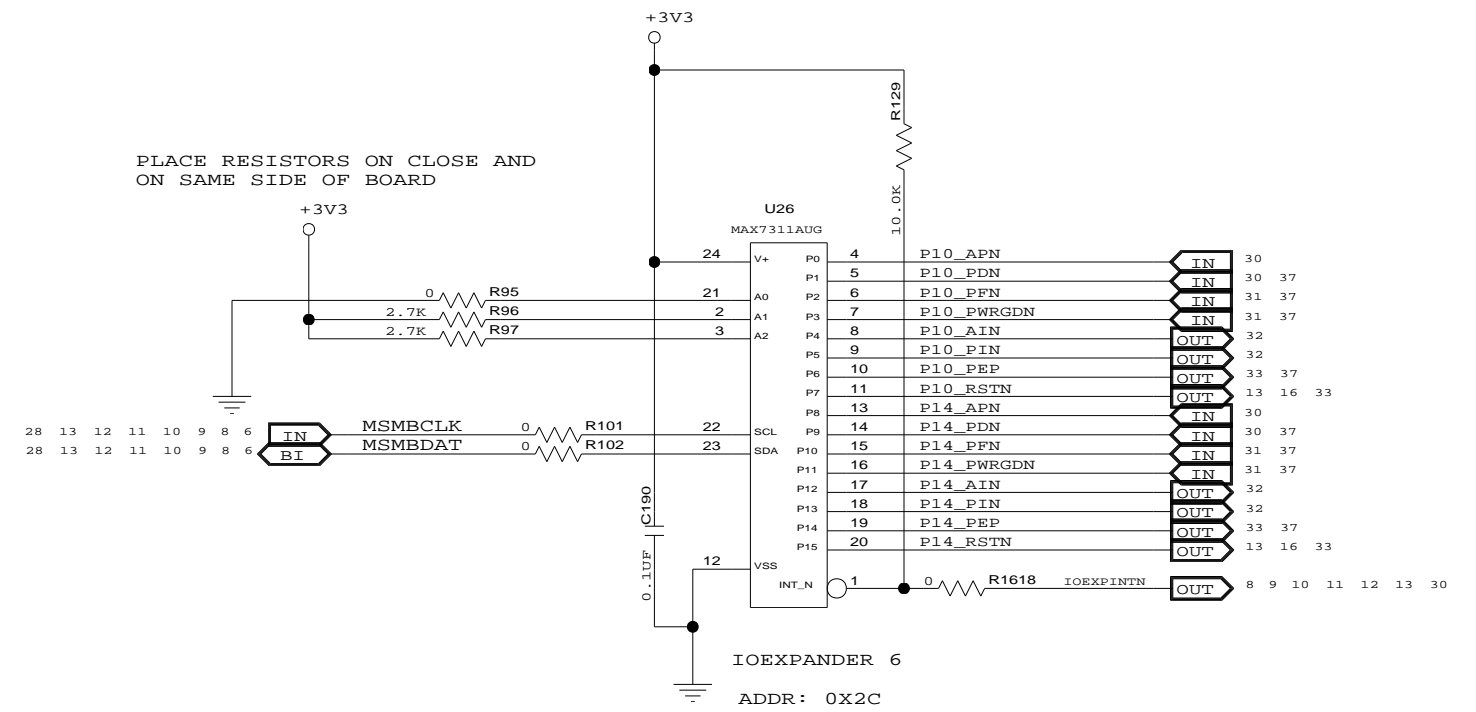 +3V3
R129
10.0K
PLACE RESISTORS ON CLOSE AND
ON SAME SIDE OF BOARD
+3V3
U26
MAX7311AUG
24 V+ P0 4 P10_APN IN 30
P1 5 P10_PDN IN 30 37
0 R95 21 A0 P2 6 P10_PFN IN 31 37
2.7K R96 2 A1 P3 7 P10_PWRGDN IN 31 37
2.7K R97 3 A2 P4 8 P10_AIN OUT 32
P5 9 P10_PIN OUT 32
P6 10 P10_PEP OUT 33 37
P7 11 P10_RSTN OUT 13 16 33
P8 13 P14_APN IN 30
28 13 12 11 10 9 8 6 IN MSMBCLK 0 R101 22 SCL P9 14 P14_PDN IN 30 37
28 13 12 11 10 9 8 6 BI MSMBDAT 0 R102 23 SDA P10 15 P14_PFN IN 31 37
P11 16 P14_PWRGDN IN 31 37
P12 17 P14_AIN OUT 32
P13 18 P14_PIN OUT 32
C190
P14 19 P14_PEP OUT 33 37
P15 20 P14_RSTN OUT 13 16 33
0.1UF
12 VSS
INT_N 1 0 R1618 IOEXPINTN OUT 8 9 10 11 12 13 30
IOEXPANDER 6
ADDR: 0X2C